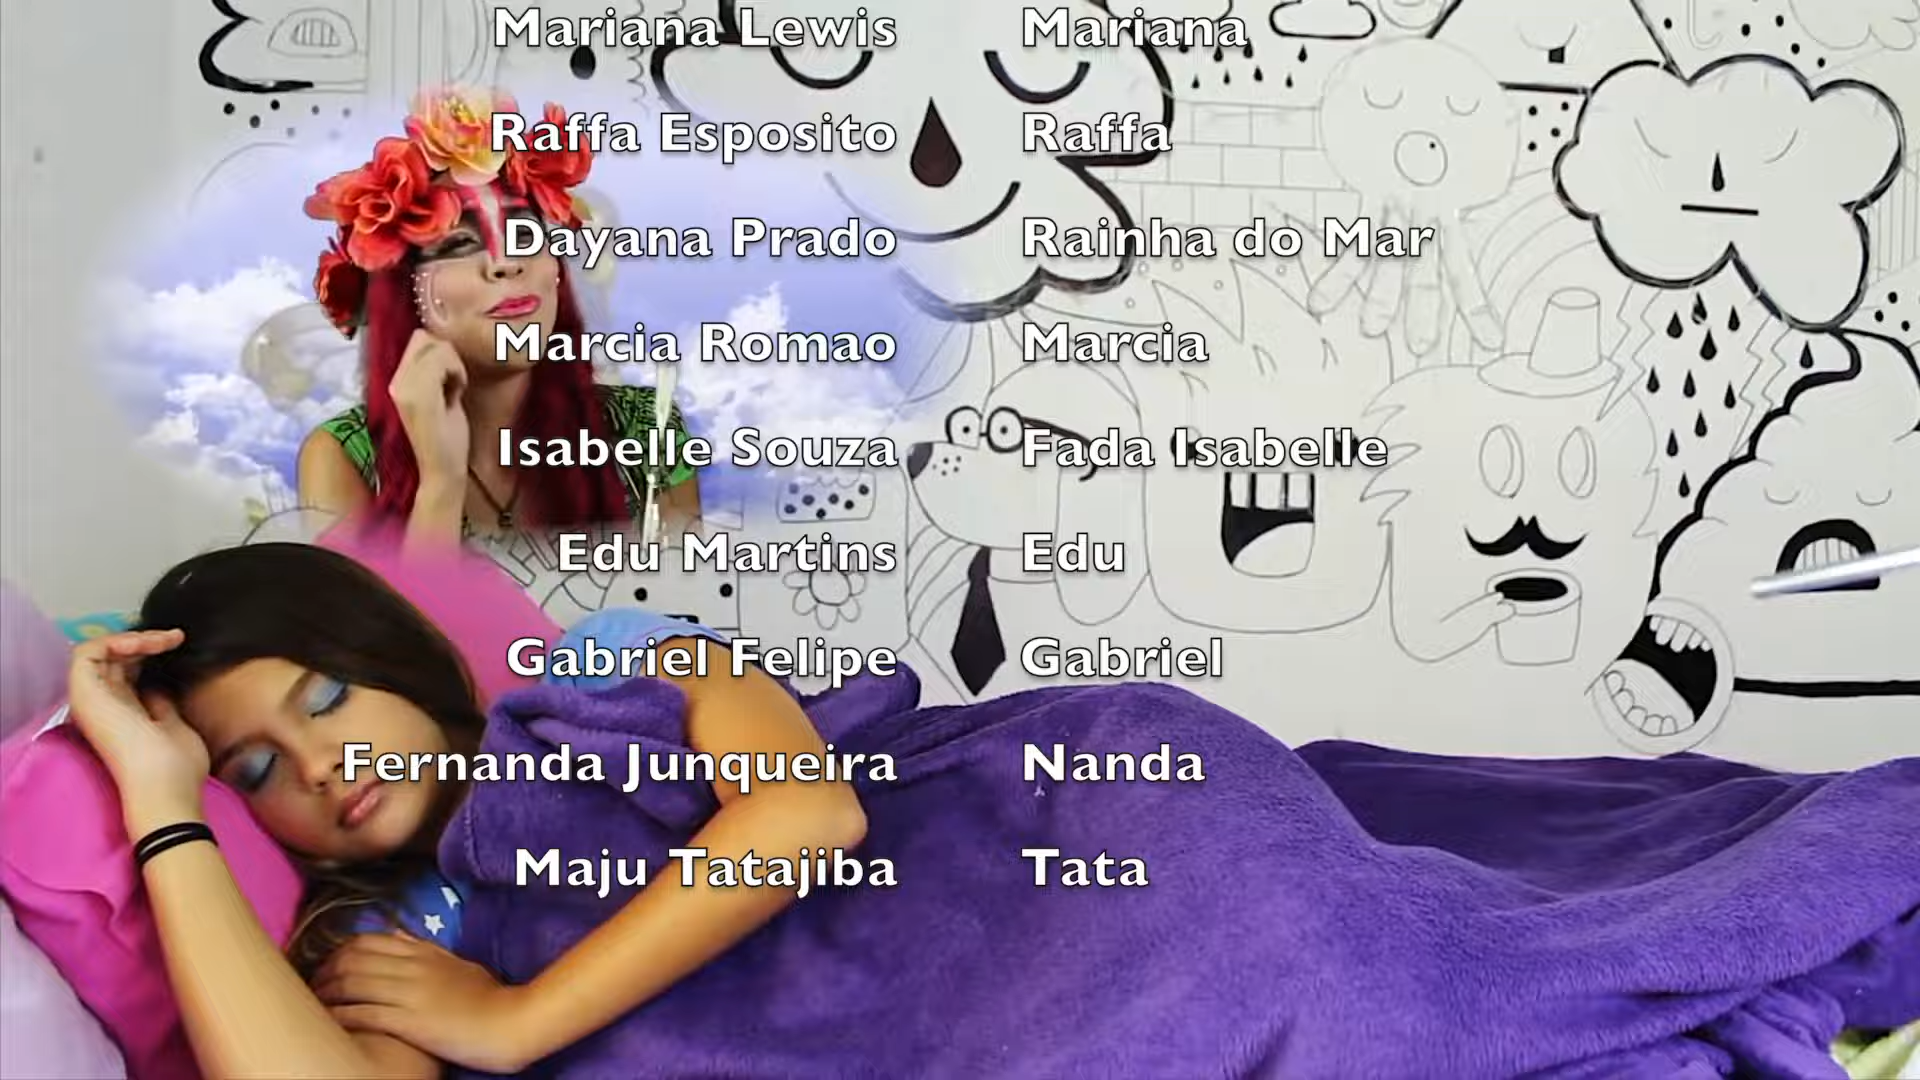 Mariana Lewis Mariana
Raffa Esposito Raffa
Dayana Prado Rainha do Mar
Marcia Romao Marcia
Isabelle Souza Fada Isabelle
Edu Martins Edu
Gabriel Felipe Gabriel
Fernanda Junqueira Nanda
Maju Tatajiba Tata